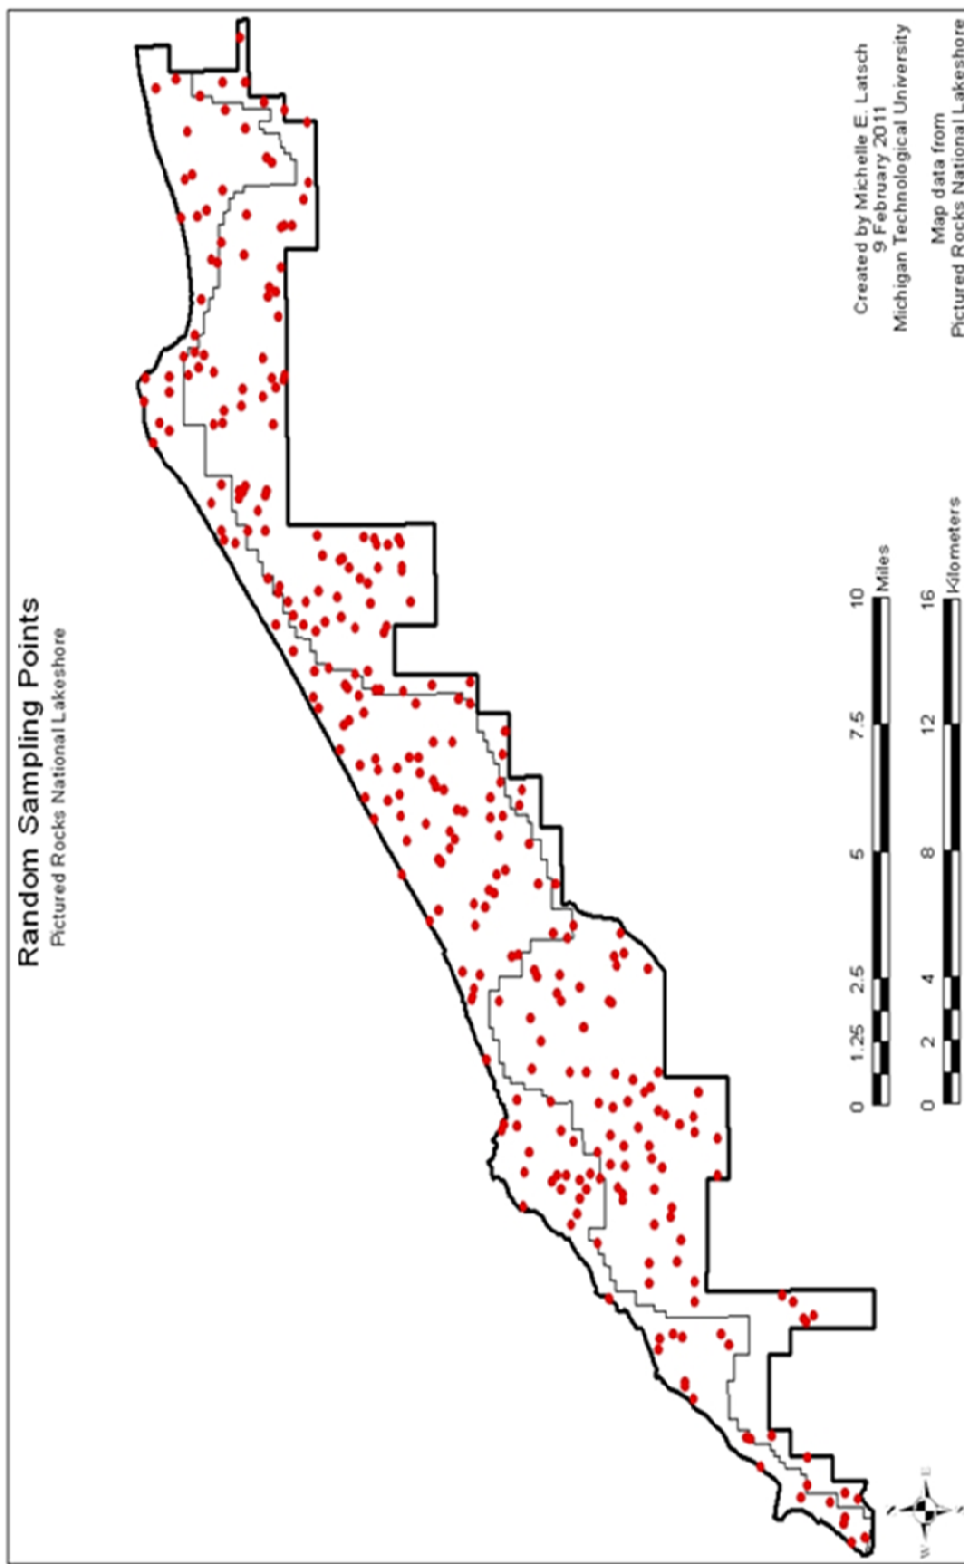 Random Sampling Points
Pictured Rocks National Lakeshore
Created by Michelle E. Latsch
9 February 2011
Michigan Technological University
Map data from
Pictured Rocks National Lakeshore
0 1.25 2.5 5 7.5 10
Miles
0 2 4 8 12 16
Kilometers
W E